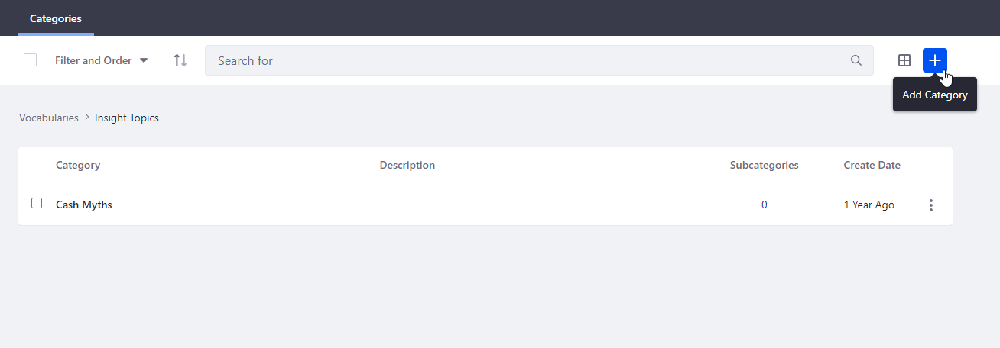 Categories
Filter and Order
Search for
Add Category
Vocabularies > Insight Topics
Category Description Subcategories Create Date
Cash Myths 0 1 Year Ago